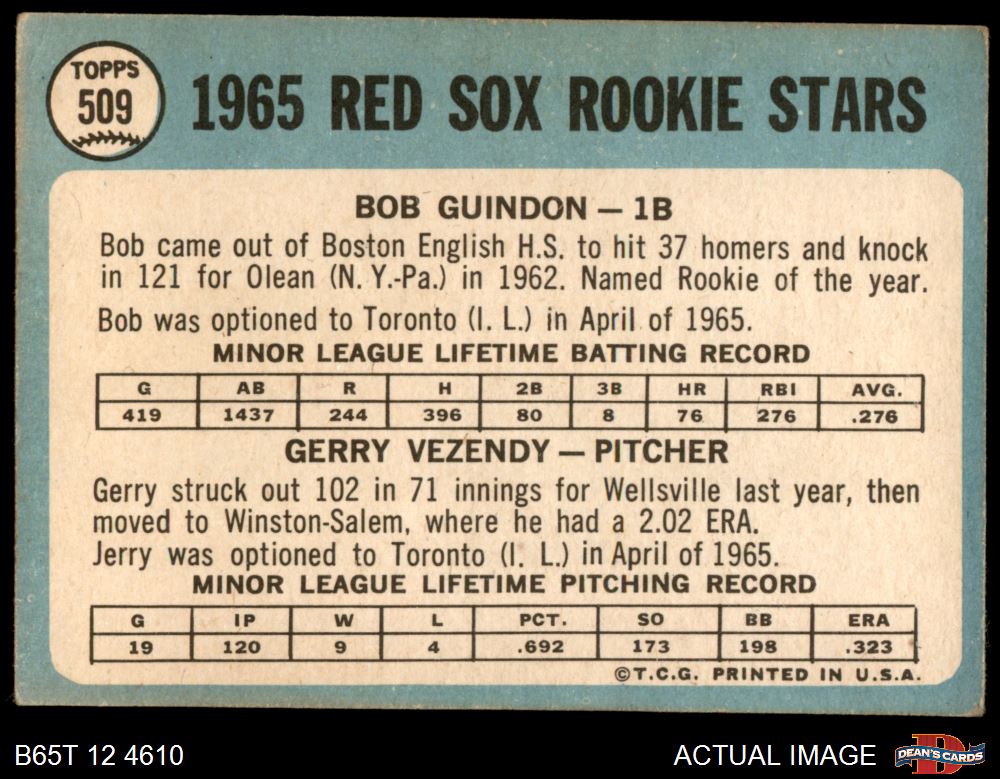 TOPPS
509
1965 RED SOX ROOKIE STARS
BOB GUINDON — 1B
Bob came out of Boston English H.S. to hit 37 homers and knock
in 121 for Olean (N. Y.-Pa.) in 1962. Named Rookie of the year.
Bob was optioned to Toronto (I. L.) in April of 1965.
MINOR LEAGUE LIFETIME BATTING RECORD
G AB R H 2B 3B HR RBI AVG.
419 1437 244 396 80 8 76 276 .276
GERRY VEZENDY — PITCHER
Gerry struck out 102 in 71 innings for Wellsville last year, then
moved to Winston-Salem, where he had a 2.02 ERA.
Jerry was optioned to Toronto (I. L.) in April of 1965.
MINOR LEAGUE LIFETIME PITCHING RECORD
G IP W L PCT. SO BB ERA
19 120 9 4 .692 173 198 .323
©T.C.G. PRINTED IN U.S.A.
B65T 12 4610 ACTUAL IMAGE
DEAN'S CARDS